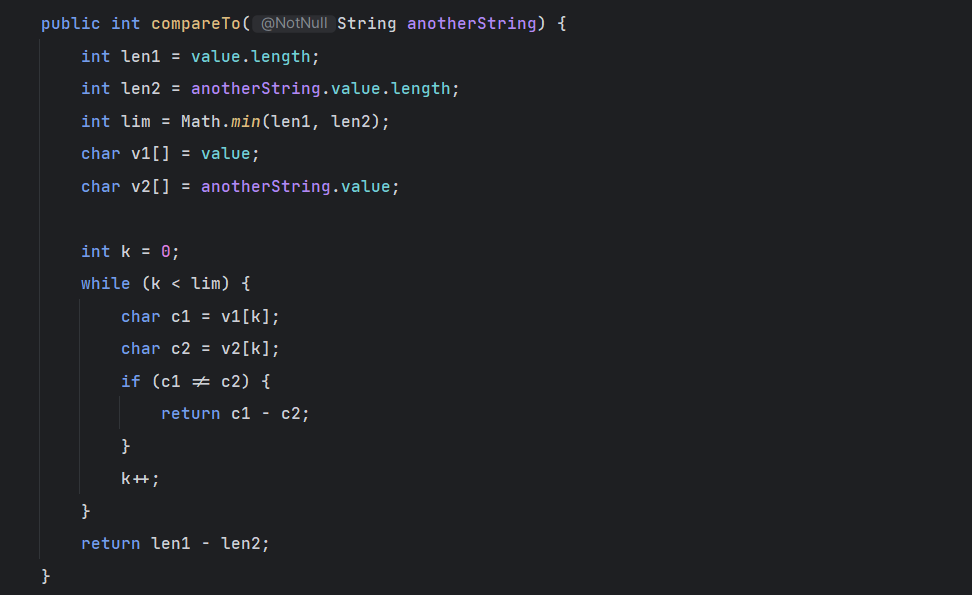 public int compareTo( @NotNull String anotherString) {
    int len1 = value.length;
    int len2 = anotherString.value.length;
    int lim = Math.min(len1, len2);
    char v1[] = value;
    char v2[] = anotherString.value;

    int k = 0;
    while (k < lim) {
        char c1 = v1[k];
        char c2 = v2[k];
        if (c1 ≠ c2) {
            return c1 - c2;
        }
        k++;
    }
    return len1 - len2;
}